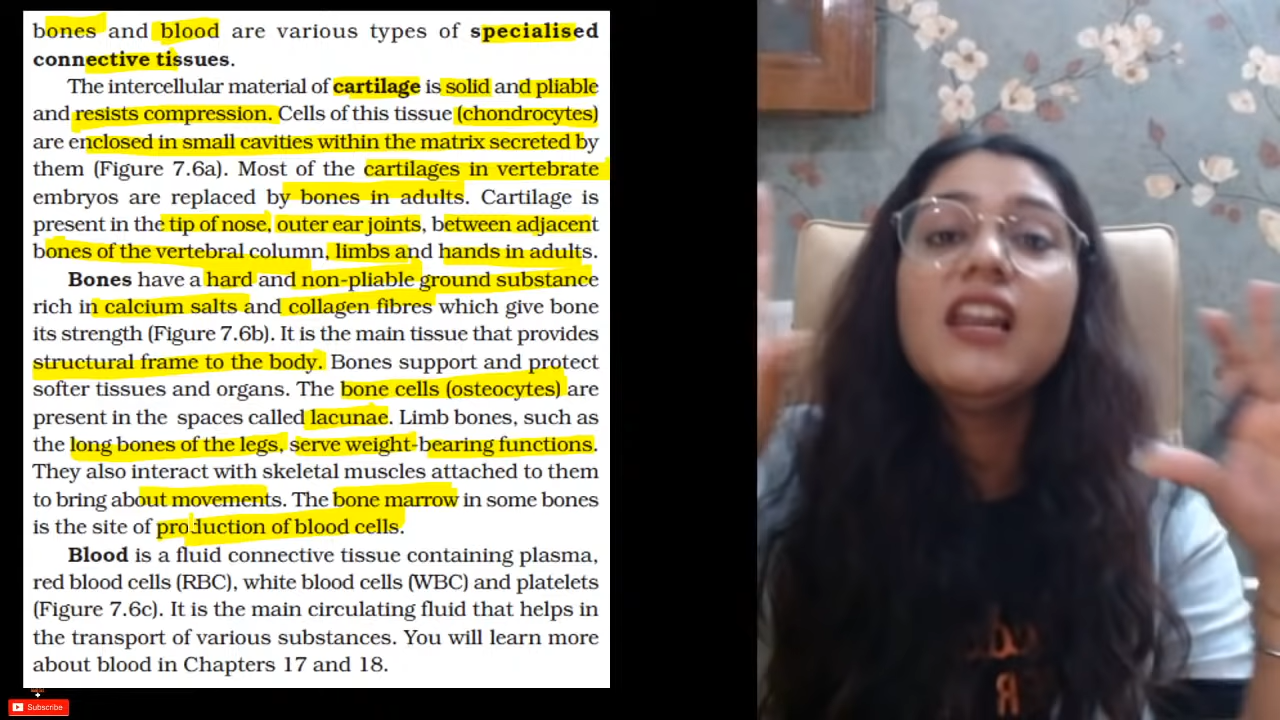 bones and blood are various types of specialised
connective tissues.
The intercellular material of cartilage is solid and pliable
and resists compression. Cells of this tissue (chondrocytes)
are enclosed in small cavities within the matrix secreted by
them (Figure 7.6a). Most of the cartilages in vertebrate
embryos are replaced by bones in adults. Cartilage is
present in the tip of nose, outer ear joints, between adjacent
bones of the vertebral column, limbs and hands in adults.
Bones have a hard and non-pliable ground substance
rich in calcium salts and collagen fibres which give bone
its strength (Figure 7.6b). It is the main tissue that provides
structural frame to the body. Bones support and protect
softer tissues and organs. The bone cells (osteocytes) are
present in the spaces called lacunae. Limb bones, such as
the long bones of the legs, serve weight-bearing functions.
They also interact with skeletal muscles attached to them
to bring about movements. The bone marrow in some bones
is the site of production of blood cells.
Blood is a fluid connective tissue containing plasma,
red blood cells (RBC), white blood cells (WBC) and platelets
(Figure 7.6c). It is the main circulating fluid that helps in
the transport of various substances. You will learn more
about blood in Chapters 17 and 18.
Subscribe